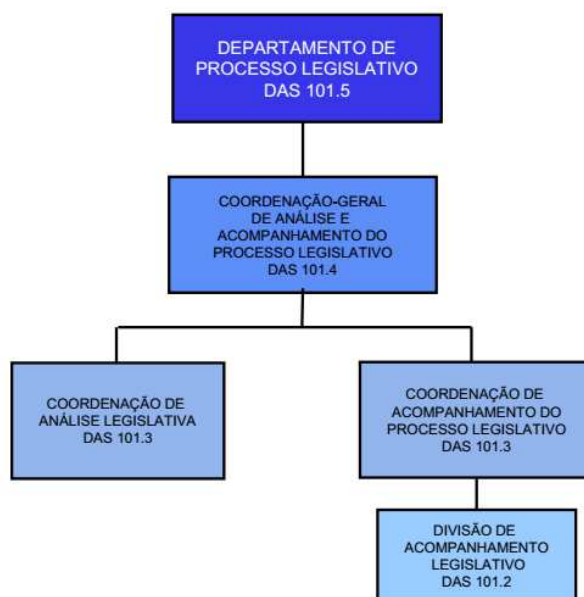 DEPARTAMENTO DE
PROCESSO LEGISLATIVO
DAS 101.5
COORDENAÇÃO-GERAL
DE ANÁLISE E
ACOMPANHAMENTO DO
PROCESSO LEGISLATIVO
DAS 101.4
COORDENAÇÃO DE
ANÁLISE LEGISLATIVA
DAS 101.3
COORDENAÇÃO DE
ACOMPANHAMENTO DO
PROCESSO LEGISLATIVO
DAS 101.3
DIVISÃO DE
ACOMPANHAMENTO
LEGISLATIVO
DAS 101.2